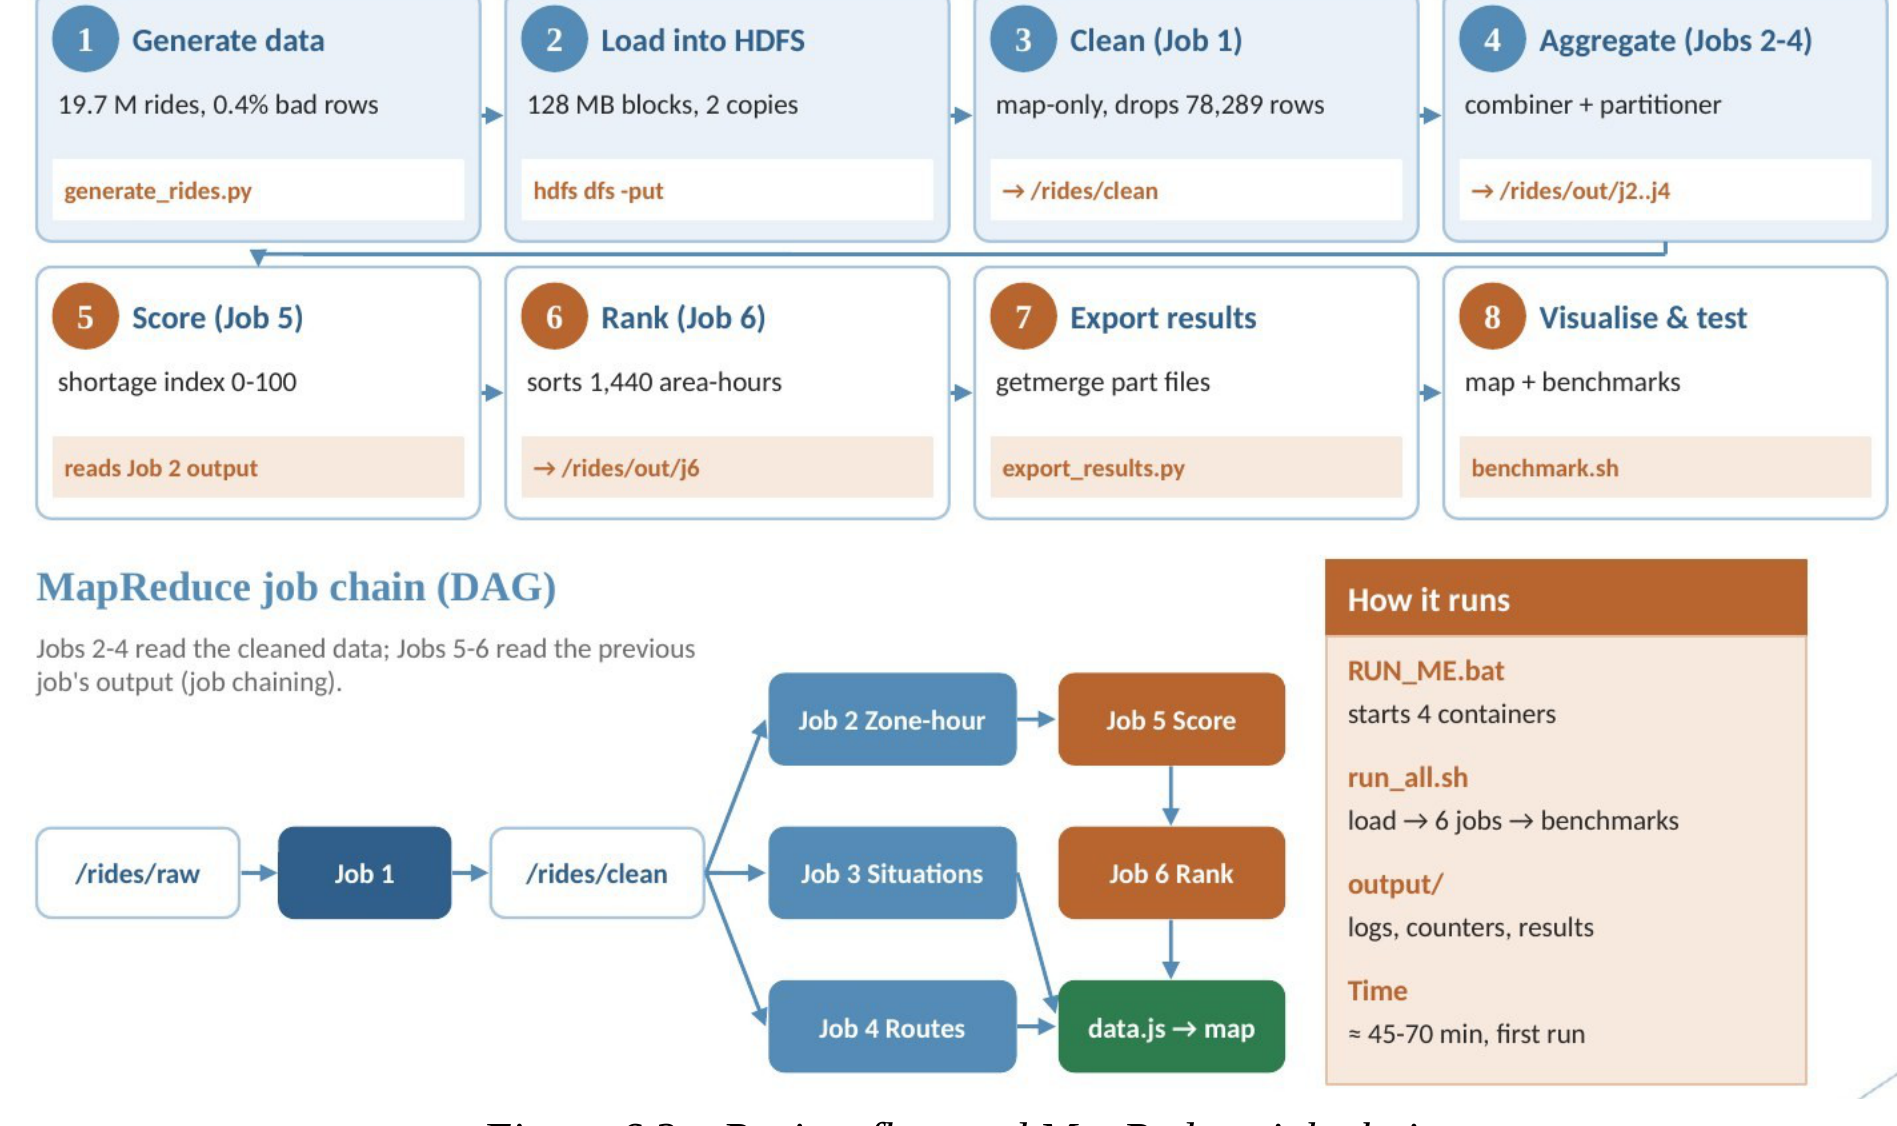 1 Generate data
19.7 M rides, 0.4% bad rows
generate_rides.py
2 Load into HDFS
128 MB blocks, 2 copies
hdfs dfs -put
3 Clean (Job 1)
map-only, drops 78,289 rows
→ /rides/clean
4 Aggregate (Jobs 2-4)
combiner + partitioner
→ /rides/out/j2..j4
5 Score (Job 5)
shortage index 0-100
reads Job 2 output
6 Rank (Job 6)
sorts 1,440 area-hours
→ /rides/out/j6
7 Export results
getmerge part files
export_results.py
8 Visualise & test
map + benchmarks
benchmark.sh
MapReduce job chain (DAG)
Jobs 2-4 read the cleaned data; Jobs 5-6 read the previous
job's output (job chaining).
/rides/raw
Job 1
/rides/clean
Job 2 Zone-hour
Job 3 Situations
Job 4 Routes
Job 5 Score
Job 6 Rank
data.js → map
How it runs
RUN_ME.bat
starts 4 containers
run_all.sh
load → 6 jobs → benchmarks
output/
logs, counters, results
Time
≈ 45-70 min, first run